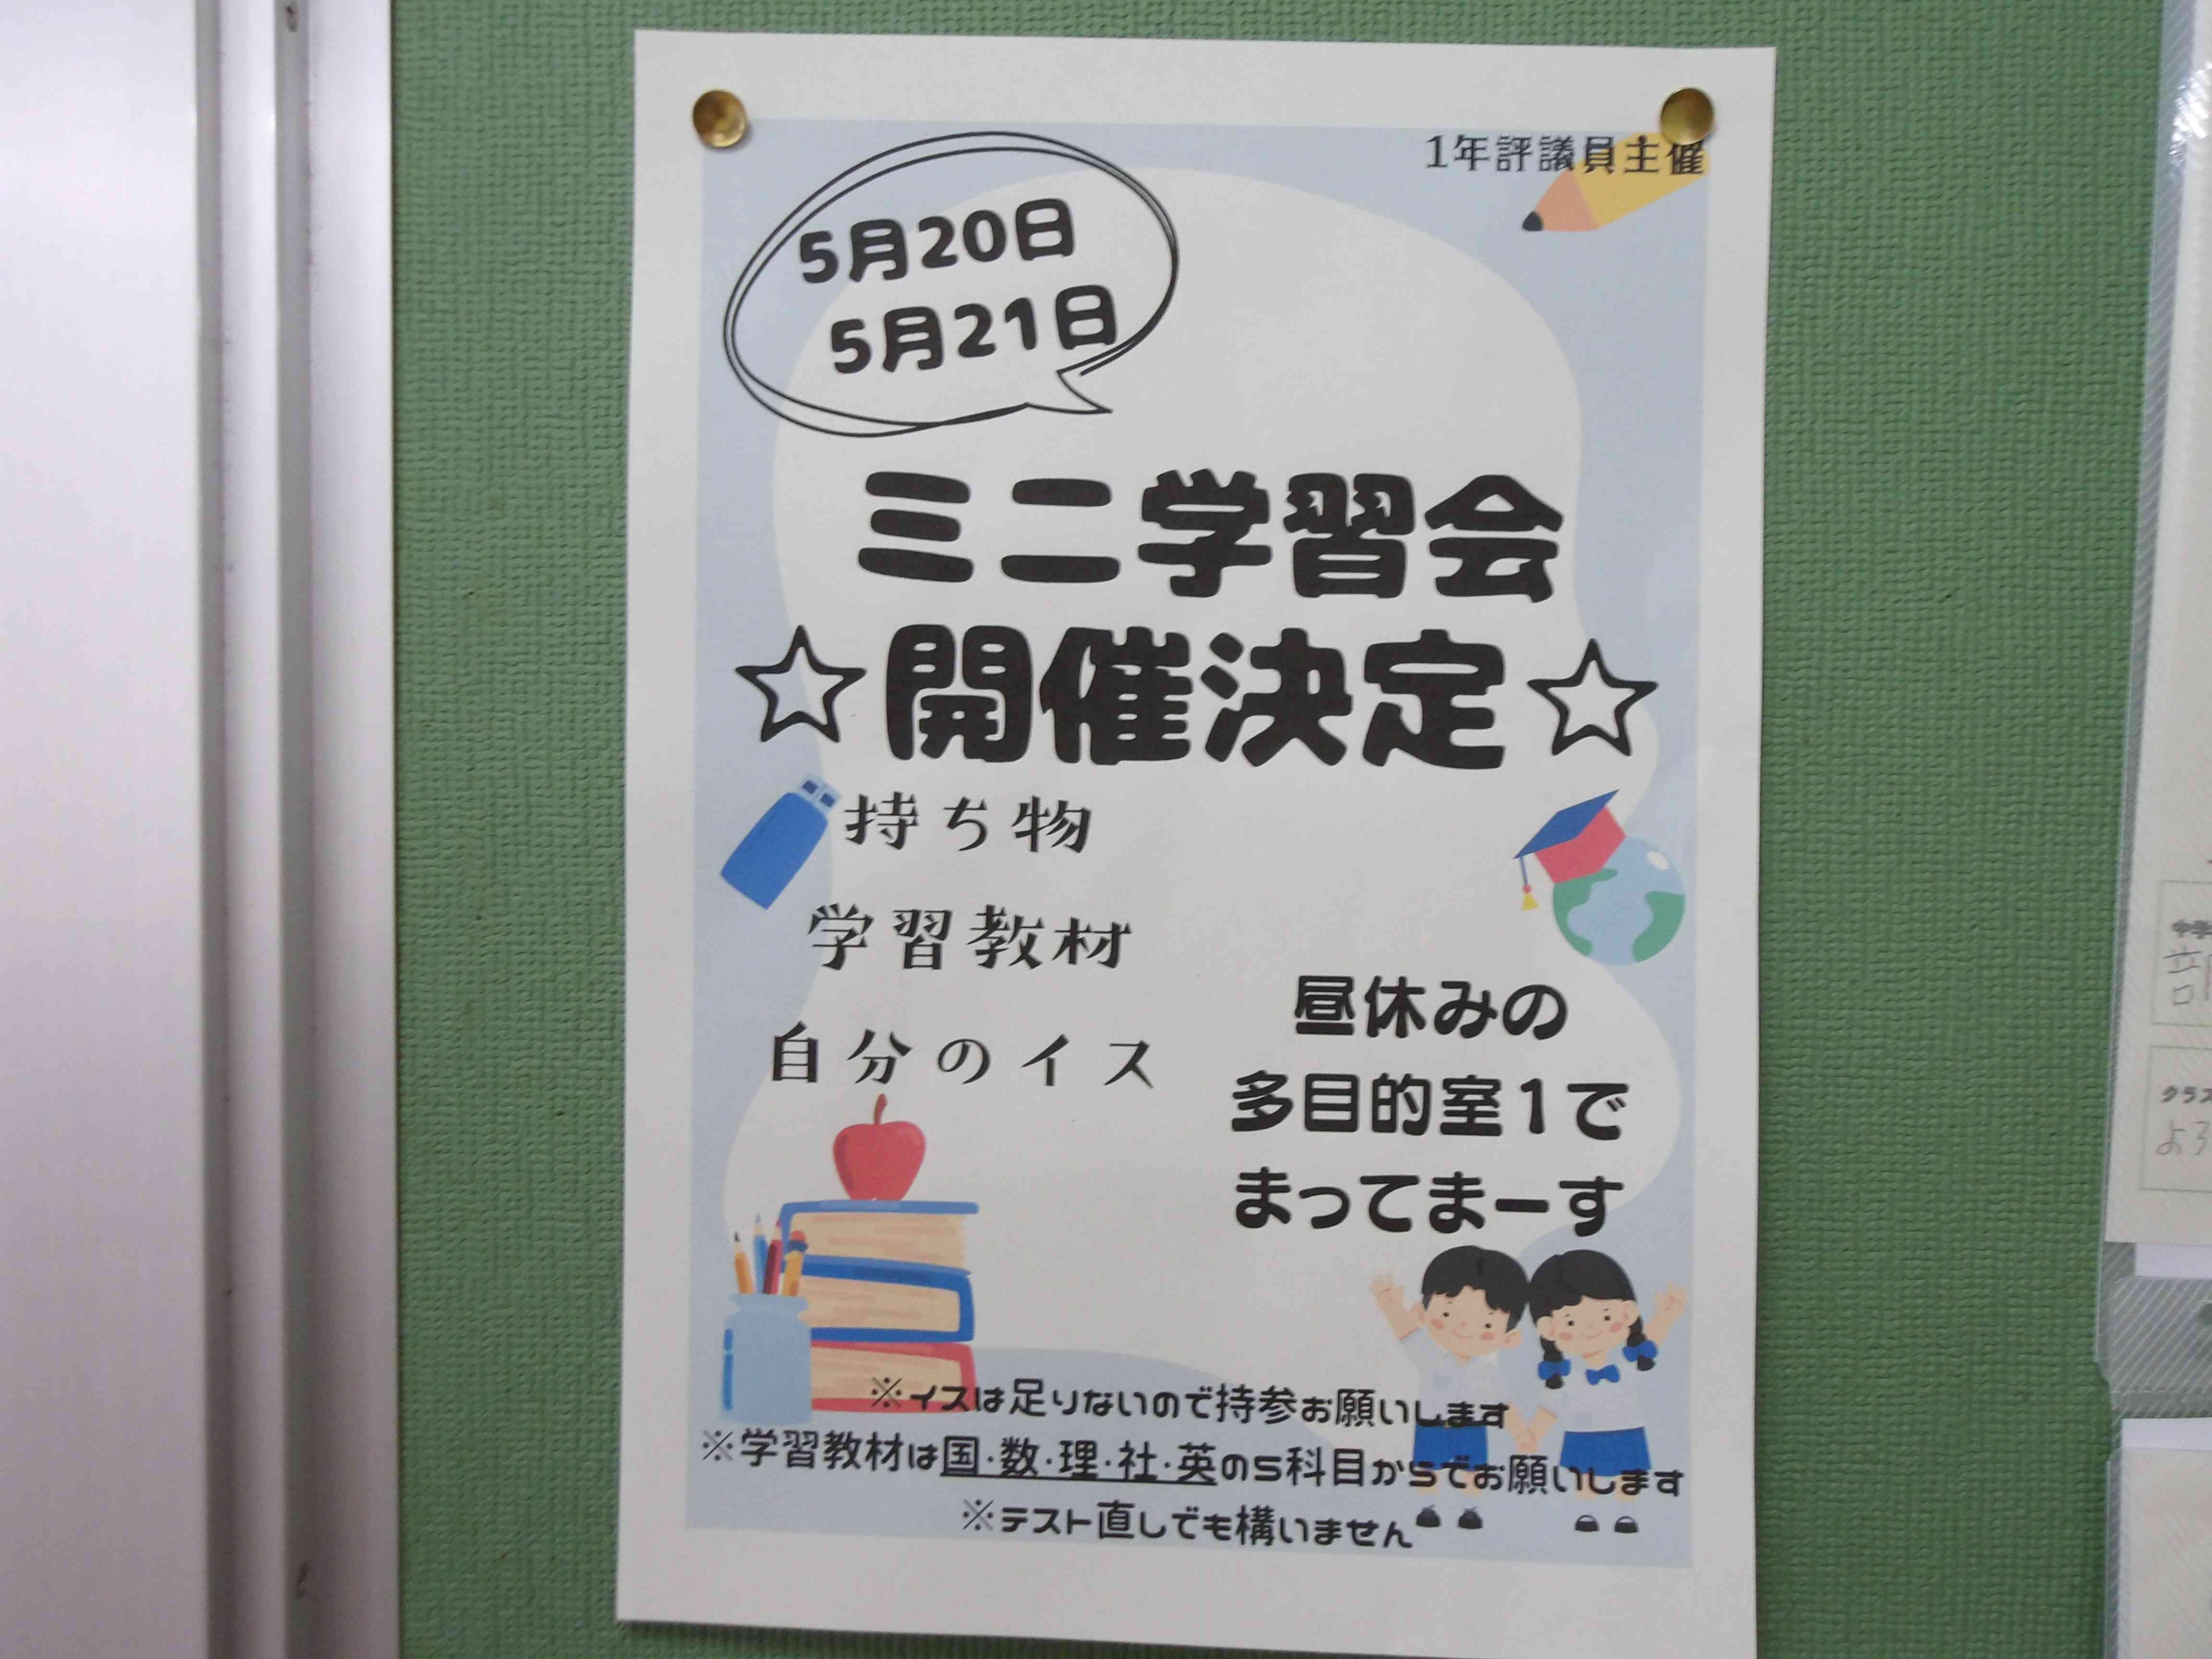 1年評議員主催
5月20日
5月21日
ミニ学習会
☆開催決定☆
持ち物
学習教材
自分のイス
昼休みの
多目的室1で
まってまーす
※イスは足りないので持参お願いします
※学習教材は国·数·理·社·英の5科目からでお願いします
※テスト直しでも構いません
クラス